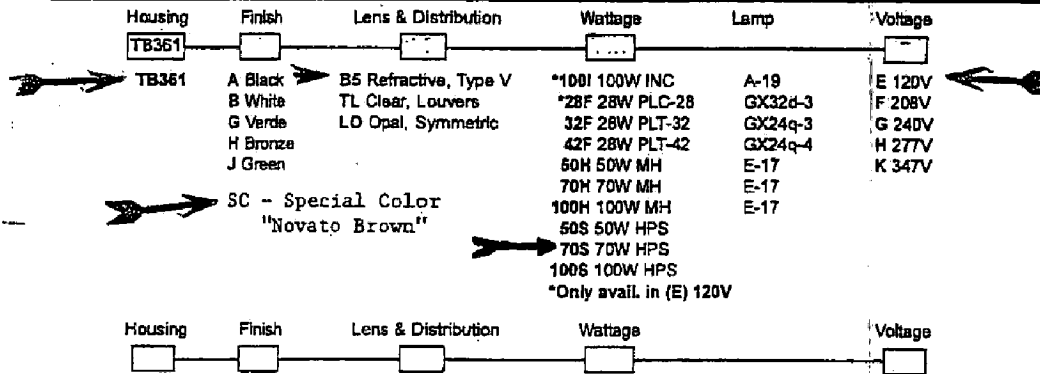 Housing Finish Lens & Distribution Wattage Lamp Voltage
TB361
TB361 A Black B5 Refractive, Type V *100I 100W INC A-19 E 120V
B White TL Clear, Louvers *28F 28W PLC-28 GX32d-3 F 208V
G Verde LO Opal, Symmetric 32F 28W PLT-32 GX24q-3 G 240V
H Bronze 42F 28W PLT-42 GX24q-4 H 277V
J Green 50H 50W MH E-17 K 347V
70H 70W MH E-17
SC - Special Color 100H 100W MH E-17
"Novato Brown" 50S 50W HPS
70S 70W HPS
100S 100W HPS
*Only avail. in (E) 120V
Housing Finish Lens & Distribution Wattage Voltage